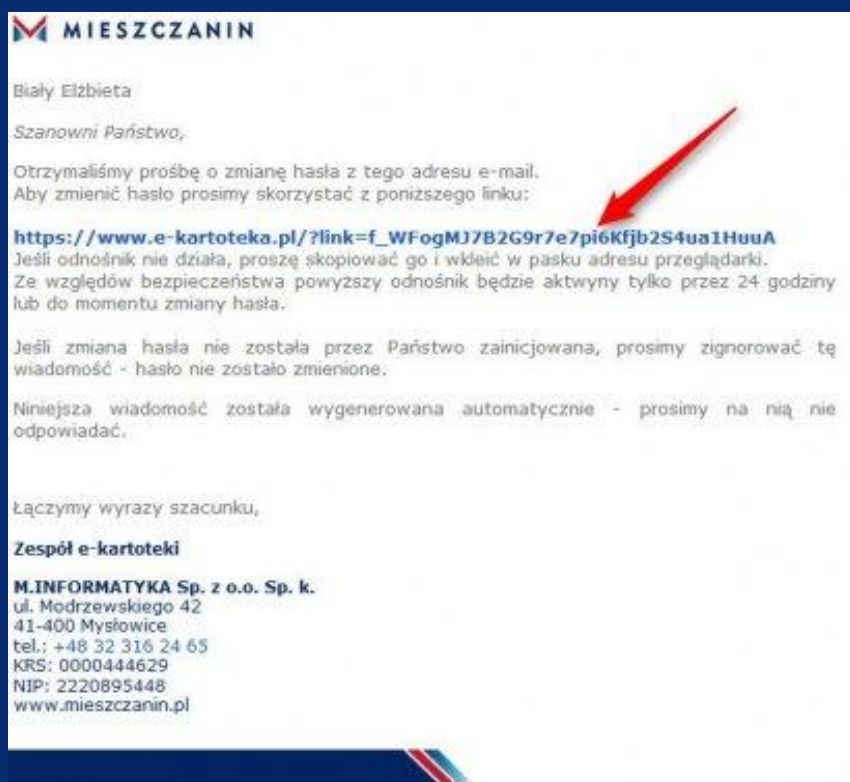 MIESZCZANIN
Biały Elżbieta
Szanowni Państwo,
Otrzymaliśmy prośbę o zmianę hasła z tego adresu e-mail.
Aby zmienić hasło prosimy skorzystać z poniższego linku:
https://www.e-kartoteka.pl/?link=f_WFogMJ7B2G9r7e7pi6Kfjb2S4ua1HuuA
Jeśli odnośnik nie działa, proszę skopiować go i wkleić w pasku adresu przeglądarki.
Ze względów bezpieczeństwa powyższy odnośnik będzie aktwyny tylko przez 24 godziny
lub do momentu zmiany hasła.
Jeśli zmiana hasła nie została przez Państwo zainicjowana, prosimy zignorować tę
wiadomość - hasło nie zostało zmienione.
Niniejsza wiadomość została wygenerowana automatycznie - prosimy na nią nie
odpowiadać.
Łączymy wyrazy szacunku,
Zespół e-kartoteki
M.INFORMATYKA Sp. z o.o. Sp. k.
ul. Modrzewskiego 42
41-400 Mysłowice
tel.: +48 32 316 24 65
KRS: 0000444629
NIP: 2220895448
www.mieszczanin.pl